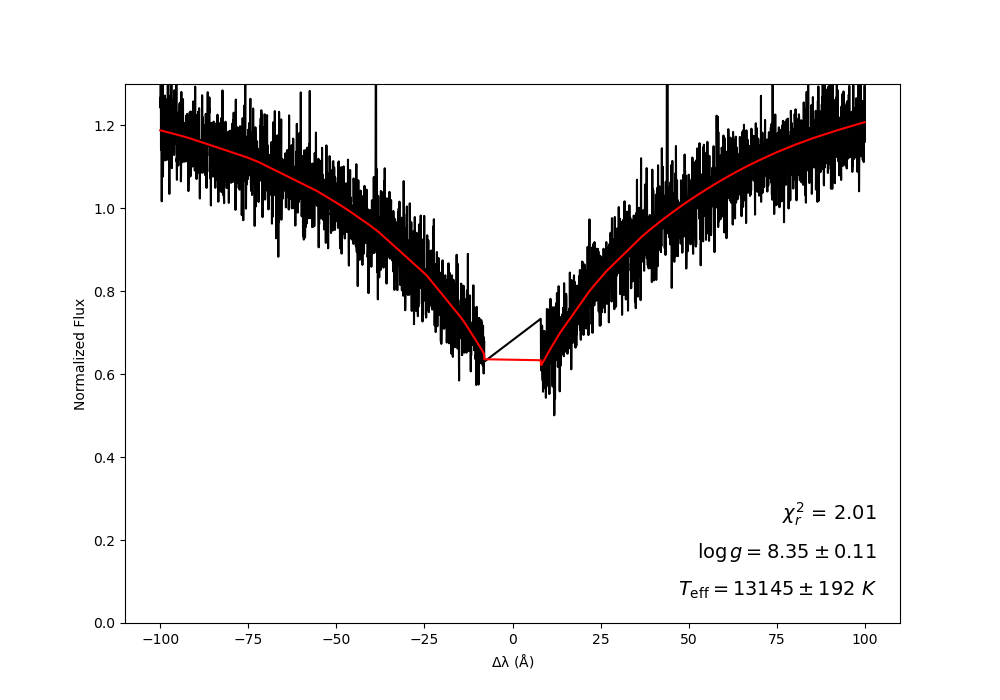 1.2
1.0
0.8
0.6
0.4
0.2
0.0
Normalized Flux
χ²ᵣ = 2.01
log g = 8.35 ± 0.11
T_eff = 13145 ± 192 K
−100 −75 −50 −25 0 25 50 75 100
Δλ (Å)